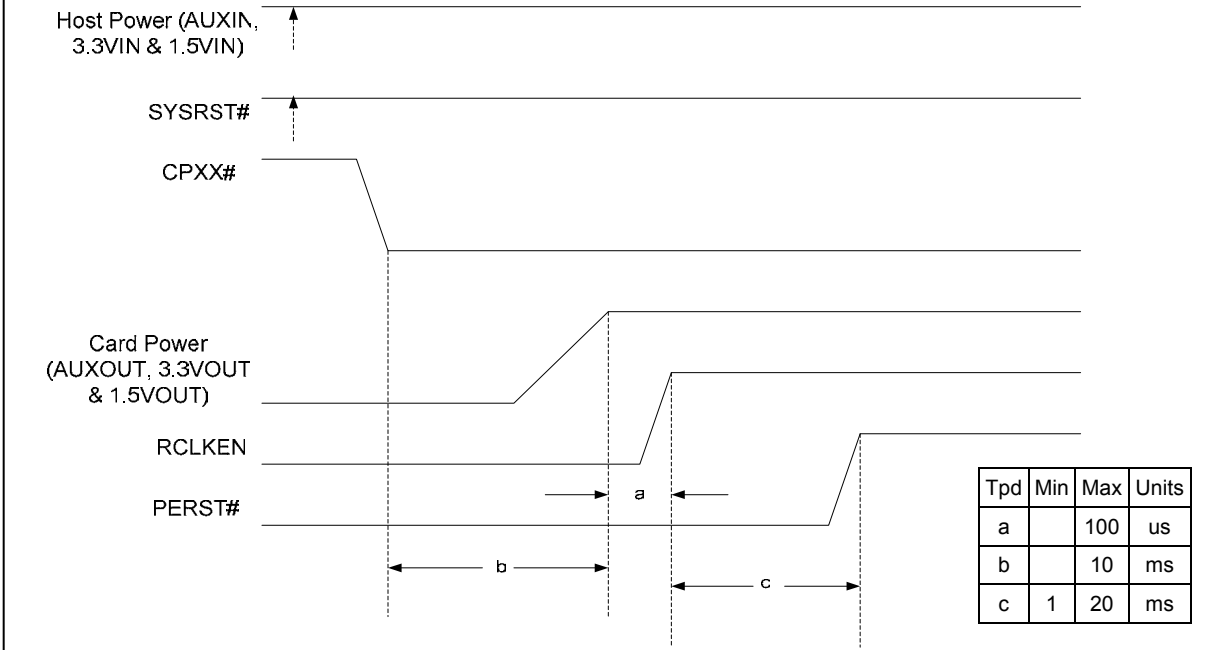 Host Power (AUXIN,
3.3VIN & 1.5VIN)
SYSRST#
CPXX#
Card Power
(AUXOUT, 3.3VOUT
& 1.5VOUT)
RCLKEN
PERST#
a
b
c
Tpd Min Max Units
a 100 us
b 10 ms
c 1 20 ms